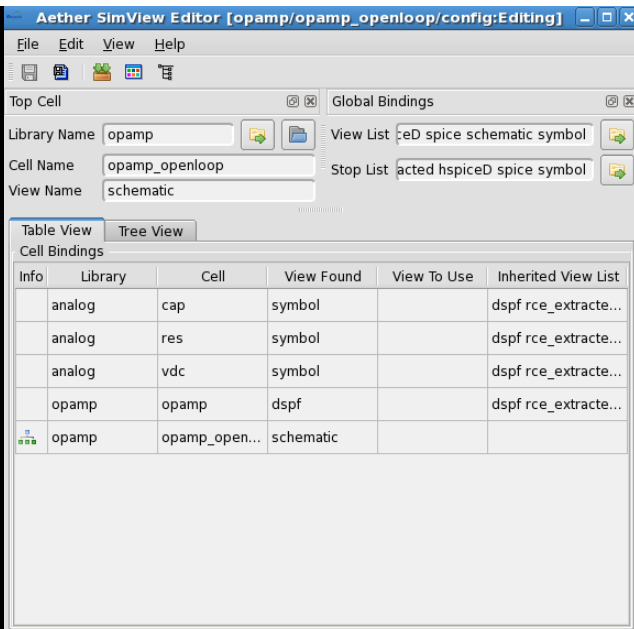 Aether SimView Editor [opamp/opamp_openloop/config:Editing]
File Edit View Help
Top Cell
Global Bindings
Library Name opamp
View List ceD spice schematic symbol
Cell Name opamp_openloop
Stop List acted hspiceD spice symbol
View Name schematic
Table View Tree View
Cell Bindings
Info Library Cell View Found View To Use Inherited View List
analog cap symbol dspf rce_extracte...
analog res symbol dspf rce_extracte...
analog vdc symbol dspf rce_extracte...
opamp opamp dspf dspf rce_extracte...
opamp opamp_open... schematic